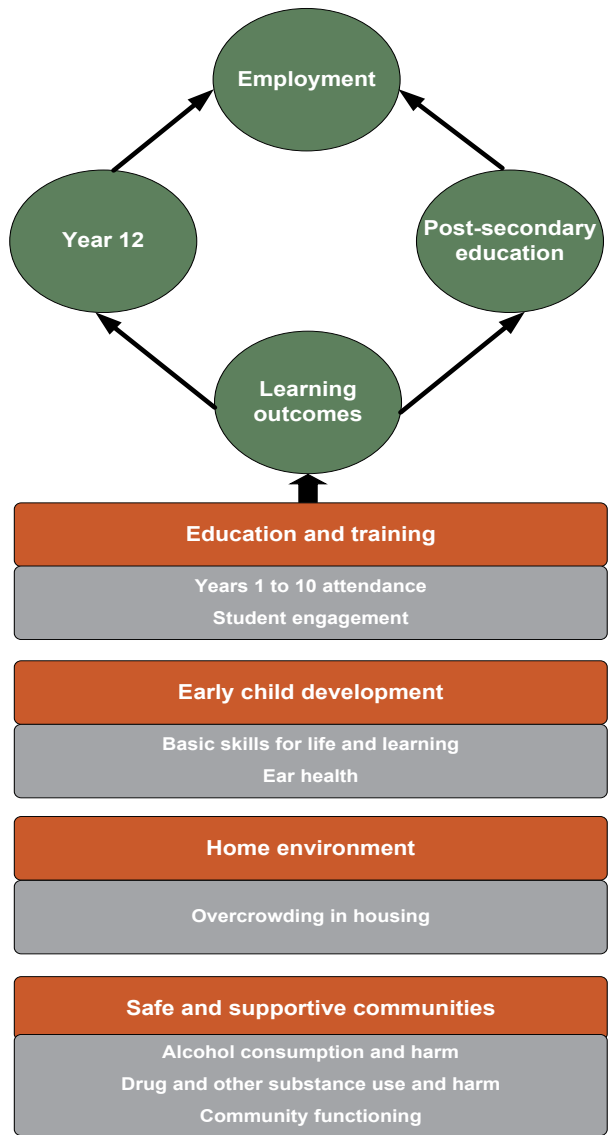 Employment
Year 12
Post-secondary
education
Learning
outcomes
Education and training
Years 1 to 10 attendance
Student engagement
Early child development
Basic skills for life and learning
Ear health
Home environment
Overcrowding in housing
Safe and supportive communities
Alcohol consumption and harm
Drug and other substance use and harm
Community functioning